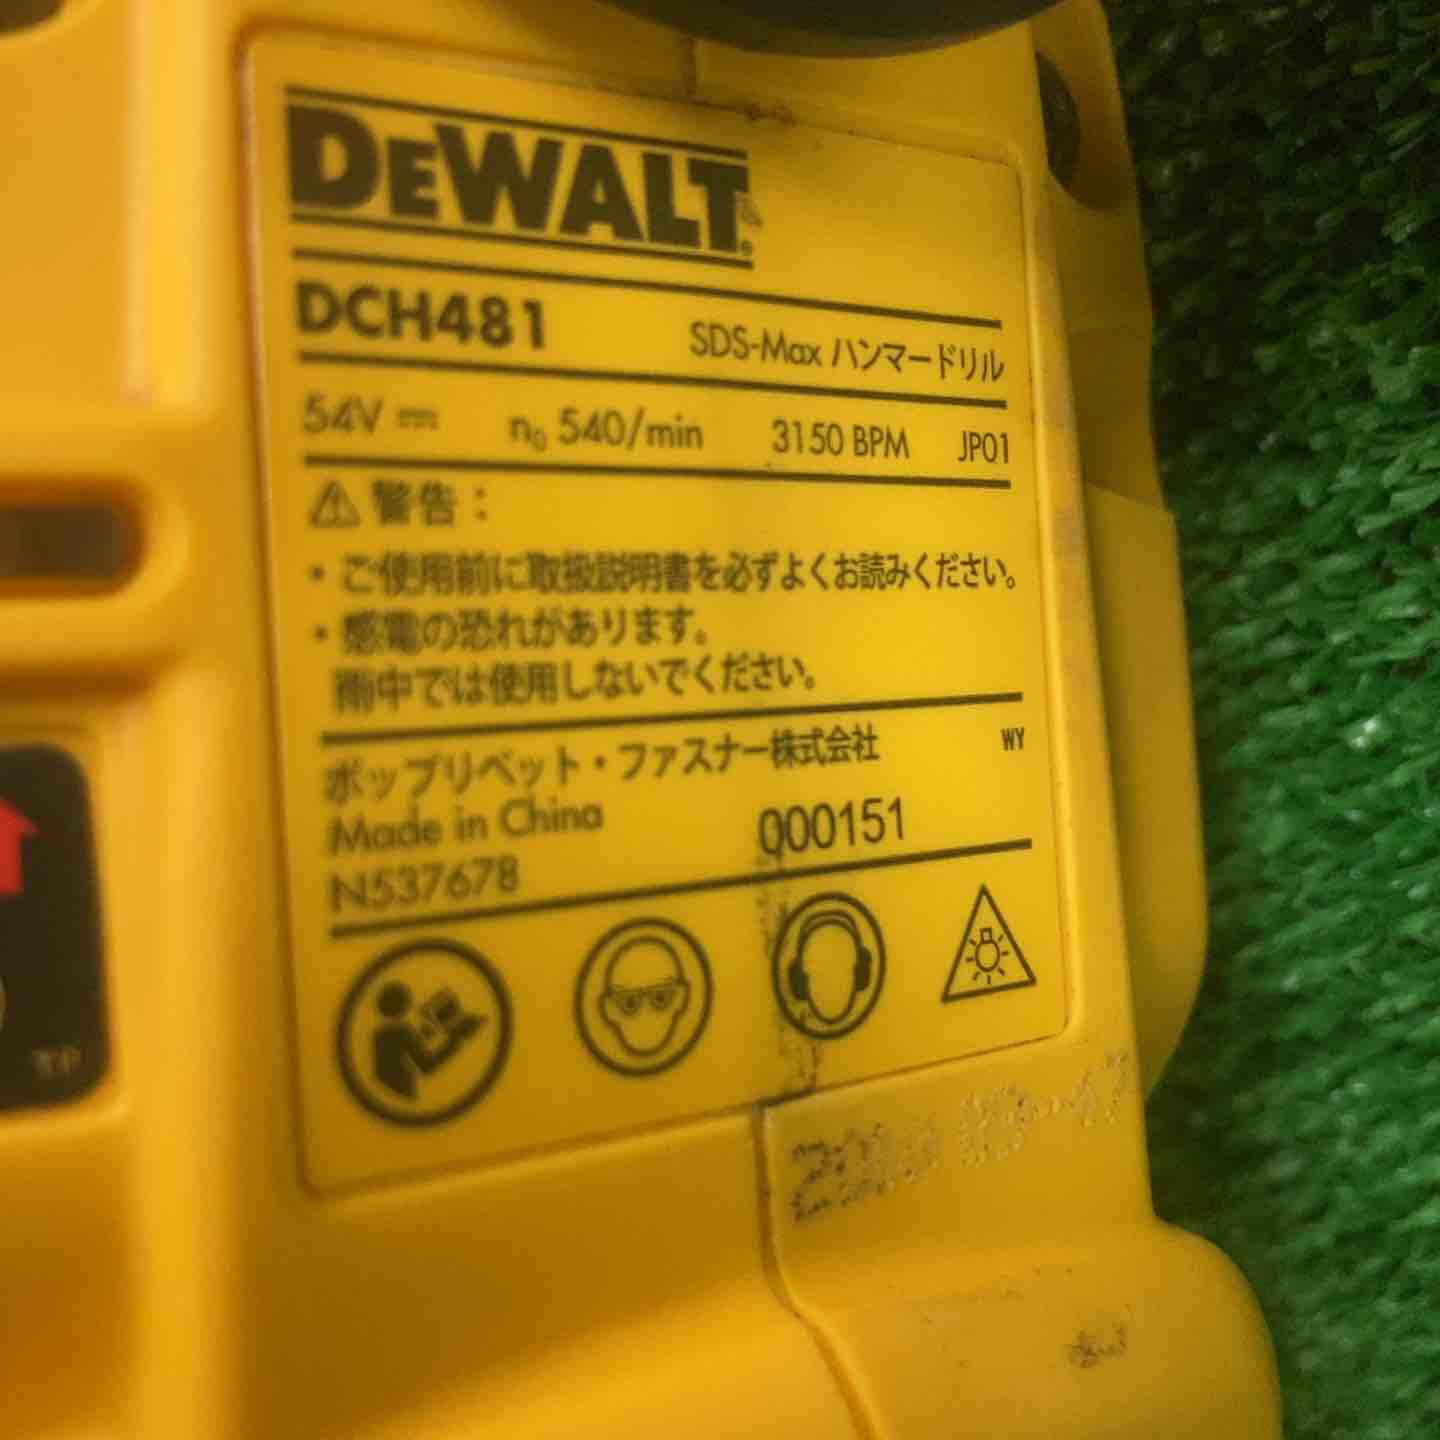 DEWALT
DCH481 SDS-Max ハンマードリル
54V n0 540/min 3150 BPM JP01
警告：
・ご使用前に取扱説明書を必ずよくお読みください。
・感電の恐れがあります。
雨中では使用しないでください。
ポップリベット・ファスナー株式会社 WY
Made in China 000151
N537678